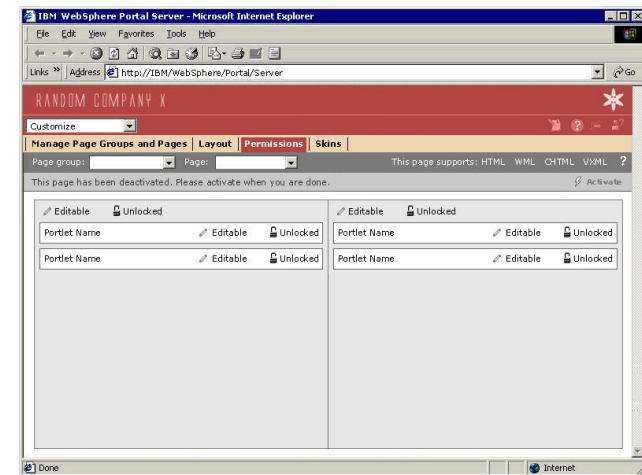 IBM WebSphere Portal Server - Microsoft Internet Explorer
File Edit View Favorites Tools Help
Links » Address http://IBM/WebSphere/Portal/Server Go
RANDOM COMPANY X
Customize
Manage Page Groups and Pages Layout Permissions Skins
Page group: Page: This page supports: HTML WML CHTML VXML ?
This page has been deactivated. Please activate when you are done. Activate
Editable Unlocked Editable Unlocked
Portlet Name Editable Unlocked Portlet Name Editable Unlocked
Portlet Name Editable Unlocked Portlet Name Editable Unlocked
Done Internet